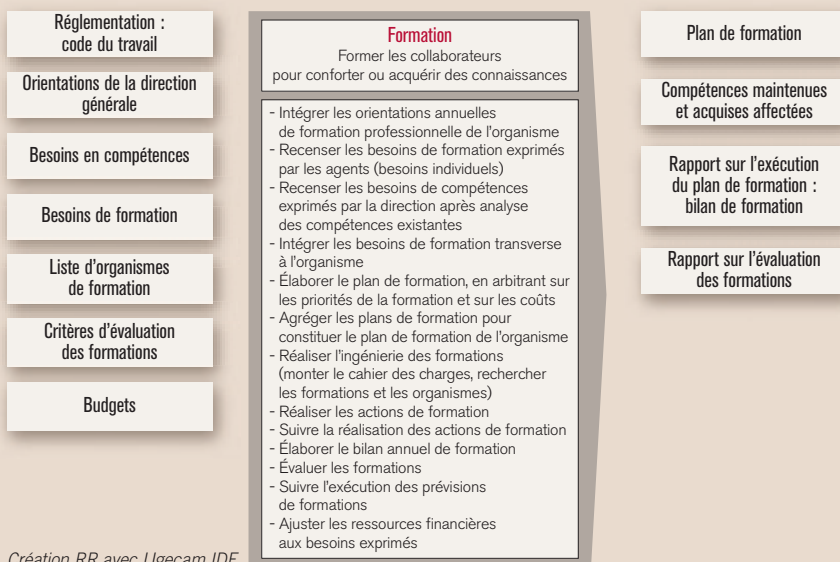 Réglementation :
code du travail
Orientations de la direction
générale
Besoins en compétences
Besoins de formation
Liste d'organismes
de formation
Critères d'évaluation
des formations
Budgets
Formation
Former les collaborateurs
pour conforter ou acquérir des connaissances
- Intégrer les orientations annuelles
de formation professionnelle de l'organisme
- Recenser les besoins de formation exprimés
par les agents (besoins individuels)
- Recenser les besoins de compétences
exprimés par la direction après analyse
des compétences existantes
- Intégrer les besoins de formation transverse
à l'organisme
- Élaborer le plan de formation, en arbitrant sur
les priorités de la formation et sur les coûts
- Agréger les plans de formation pour
constituer le plan de formation de l'organisme
- Réaliser l'ingénierie des formations
(monter le cahier des charges, rechercher
les formations et les organismes)
- Réaliser les actions de formation
- Suivre la réalisation des actions de formation
- Élaborer le bilan annuel de formation
- Évaluer les formations
- Suivre l'exécution des prévisions
de formations
- Ajuster les ressources financières
aux besoins exprimés
Plan de formation
Compétences maintenues
et acquises affectées
Rapport sur l'exécution
du plan de formation :
bilan de formation
Rapport sur l'évaluation
des formations
Création RR avec Ugecam IDF